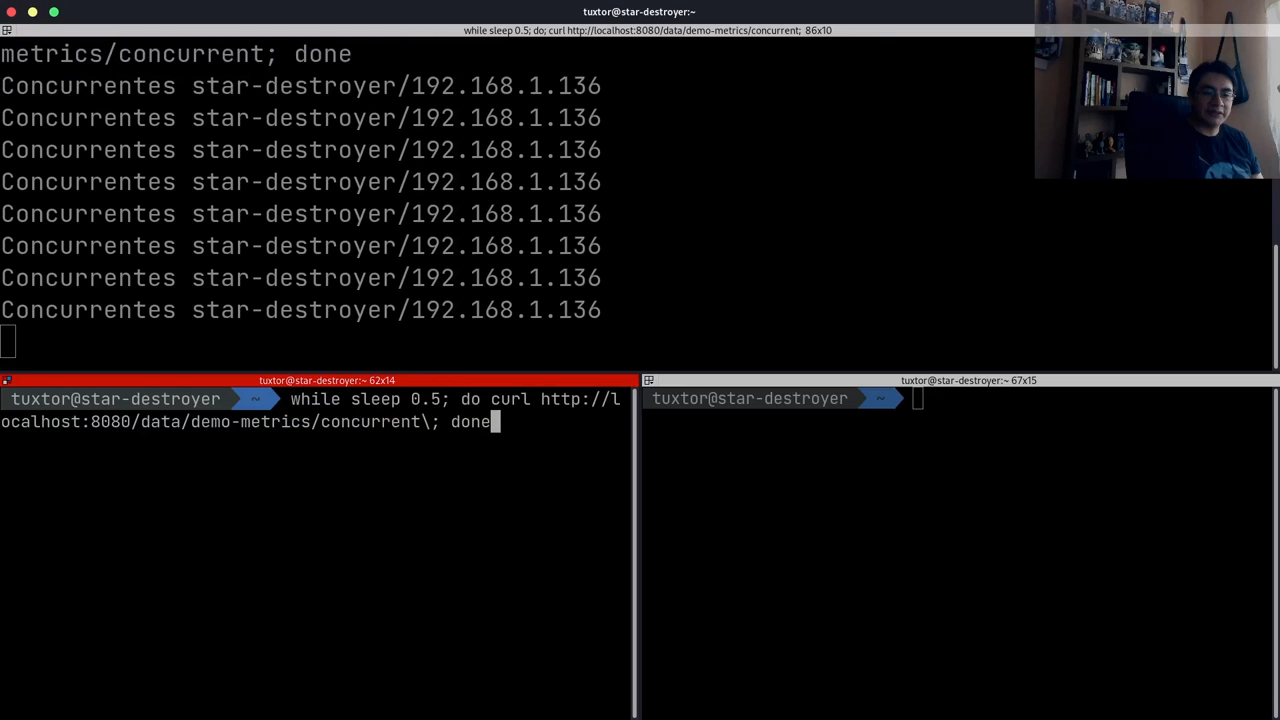 tuxtor@star-destroyer:~
while sleep 0.5; do; curl http://localhost:8080/data/demo-metrics/concurrent; 86x10
metrics/concurrent; done
Concurrentes star-destroyer/192.168.1.136
Concurrentes star-destroyer/192.168.1.136
Concurrentes star-destroyer/192.168.1.136
Concurrentes star-destroyer/192.168.1.136
Concurrentes star-destroyer/192.168.1.136
Concurrentes star-destroyer/192.168.1.136
Concurrentes star-destroyer/192.168.1.136
Concurrentes star-destroyer/192.168.1.136
tuxtor@star-destroyer:~ 62x14
tuxtor@star-destroyer ~ while sleep 0.5; do curl http://l
ocalhost:8080/data/demo-metrics/concurrent\; done
tuxtor@star-destroyer:~ 67x15
tuxtor@star-destroyer ~